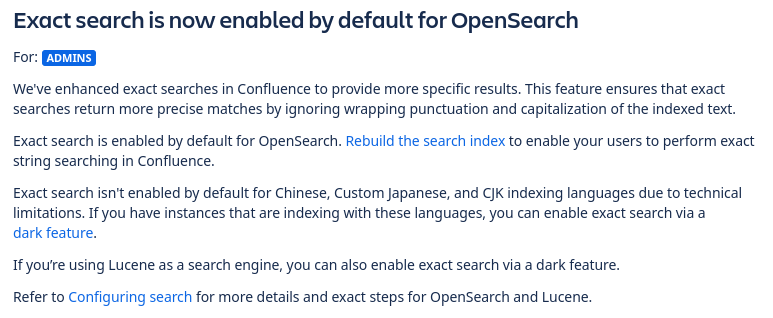 Exact search is now enabled by default for OpenSearch
For: ADMINS
We've enhanced exact searches in Confluence to provide more specific results. This feature ensures that exact
searches return more precise matches by ignoring wrapping punctuation and capitalization of the indexed text.
Exact search is enabled by default for OpenSearch. Rebuild the search index to enable your users to perform exact
string searching in Confluence.
Exact search isn't enabled by default for Chinese, Custom Japanese, and CJK indexing languages due to technical
limitations. If you have instances that are indexing with these languages, you can enable exact search via a
dark feature.
If you’re using Lucene as a search engine, you can also enable exact search via a dark feature.
Refer to Configuring search for more details and exact steps for OpenSearch and Lucene.